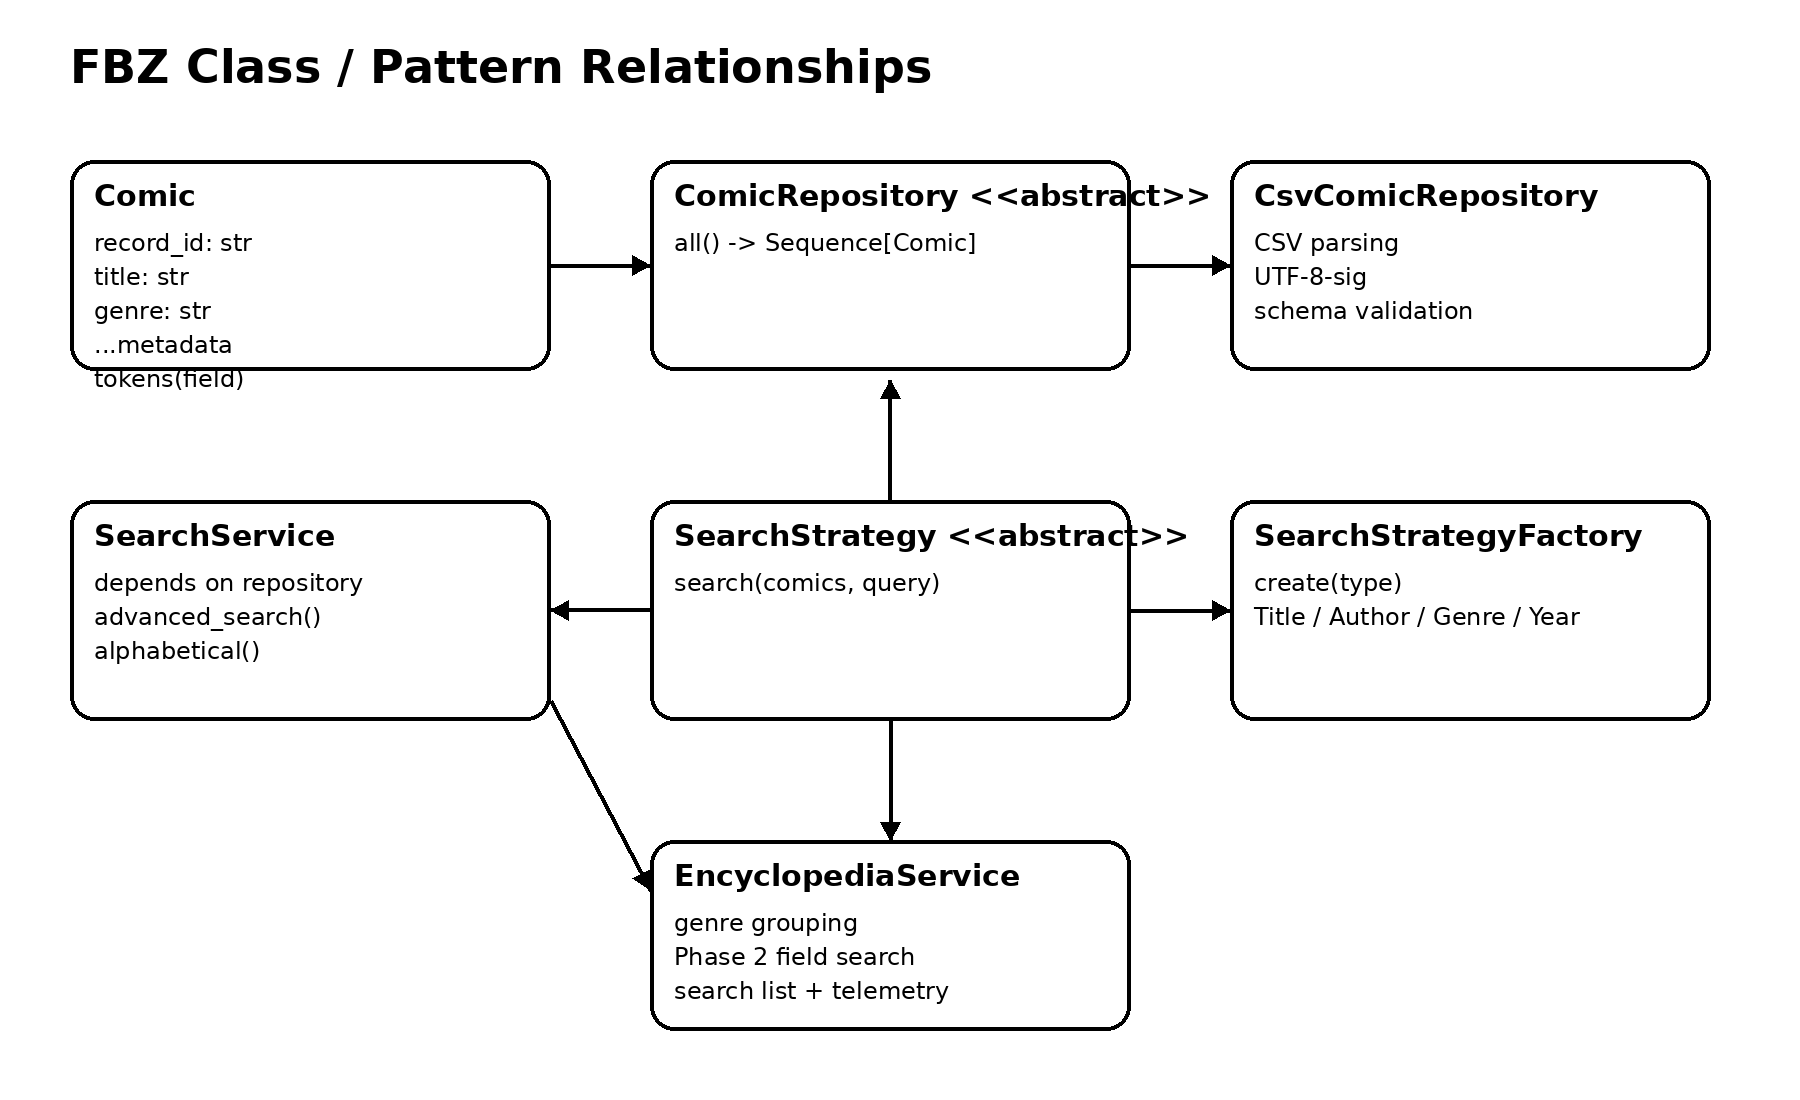 FBZ Class / Pattern Relationships
Comic
record_id: str
title: str
genre: str
...metadata
tokens(field)
ComicRepository <<abstract>>
all() -> Sequence[Comic]
CsvComicRepository
CSV parsing
UTF-8-sig
schema validation
SearchService
depends on repository
advanced_search()
alphabetical()
SearchStrategy <<abstract>>
search(comics, query)
SearchStrategyFactory
create(type)
Title / Author / Genre / Year
EncyclopediaService
genre grouping
Phase 2 field search
search list + telemetry